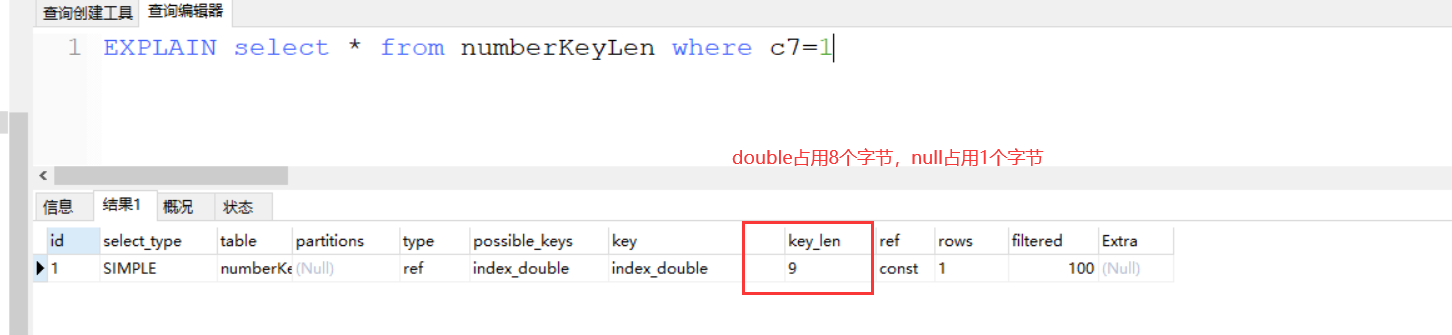 查询创建工具 查询编辑器
1 EXPLAIN select * from numberKeyLen where c7=1
double占用8个字节，null占用1个字节
信息 结果1 概况 状态
id select_type table partitions type possible_keys key key_len ref rows filtered Extra
1 SIMPLE numberKe (Null) ref index_double index_double 9 const 1 100 (Null)